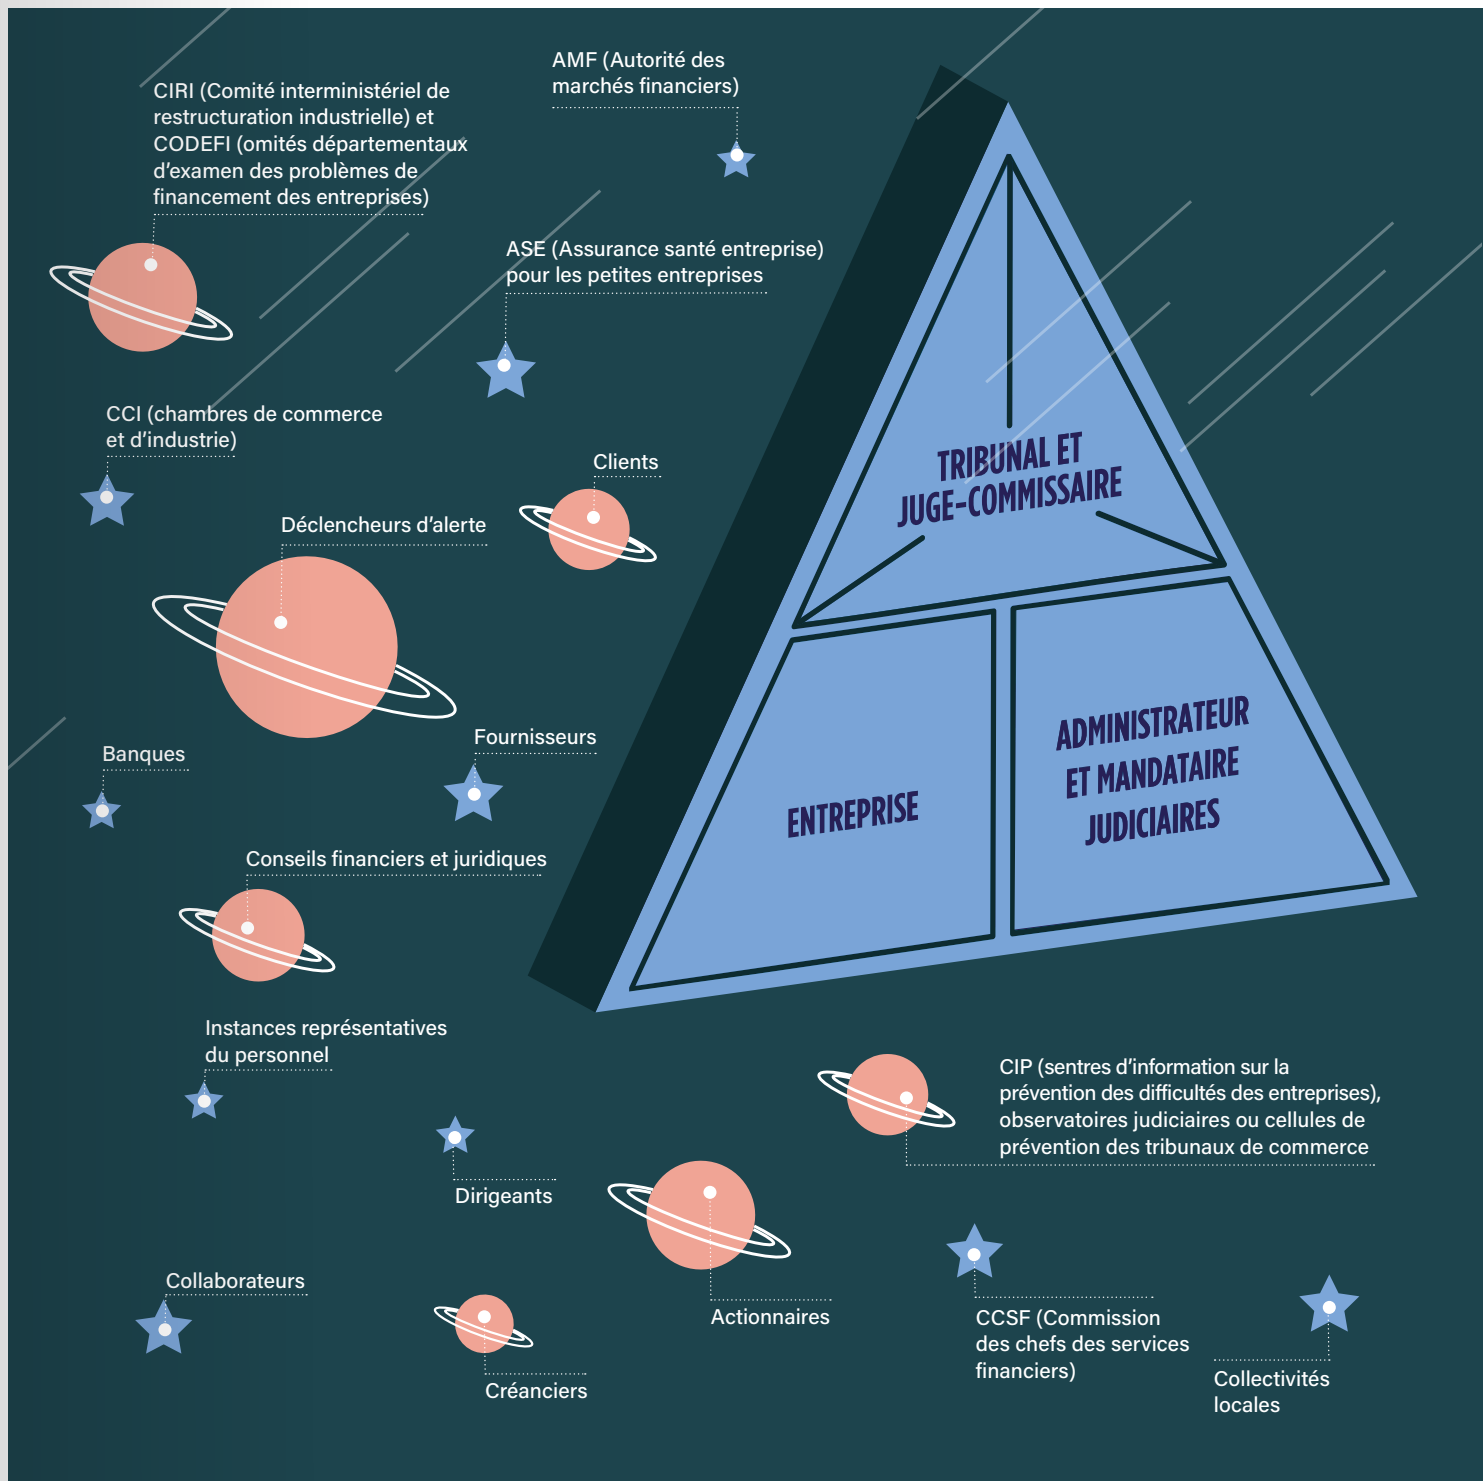 AMF (Autorité des
marchés financiers)
CIRI (Comité interministériel de
restructuration industrielle) et
CODEFI (omités départementaux
d’examen des problèmes de
financement des entreprises)
ASE (Assurance santé entreprise)
pour les petites entreprises
CCI (chambres de commerce
et d’industrie)
Clients
Déclencheurs d’alerte
TRIBUNAL ET
JUGE-COMMISSAIRE
Banques
Fournisseurs
ENTREPRISE
ADMINISTRATEUR
ET MANDATAIRE
JUDICIAIRES
Conseils financiers et juridiques
Instances représentatives
du personnel
CIP (sentres d’information sur la
prévention des difficultés des entreprises),
observatoires judiciaires ou cellules de
prévention des tribunaux de commerce
Dirigeants
Collaborateurs
Actionnaires
Créanciers
CCSF (Commission
des chefs des services
financiers)
Collectivités
locales